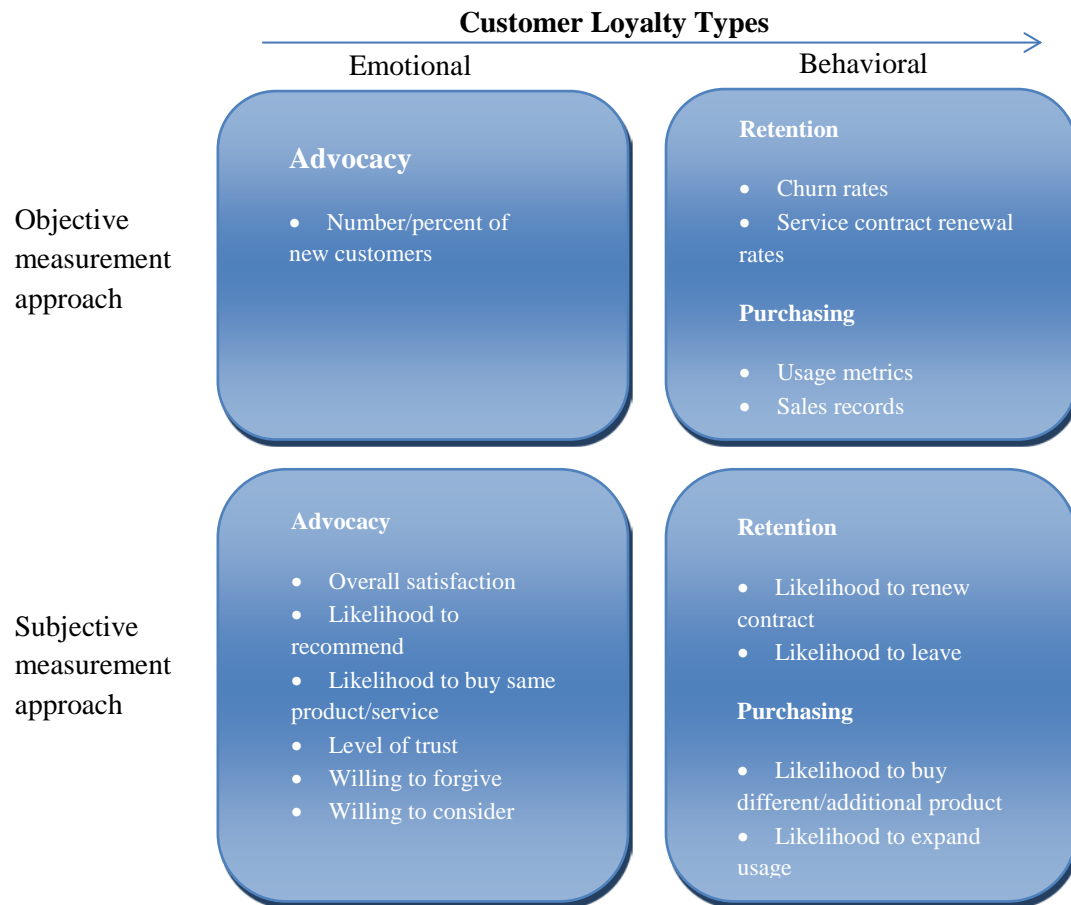 Customer Loyalty Types
Emotional
Behavioral
Objective
measurement
approach
Advocacy
• Number/percent of
new customers
Retention
• Churn rates
• Service contract renewal
rates
Purchasing
• Usage metrics
• Sales records
Subjective
measurement
approach
Advocacy
• Overall satisfaction
• Likelihood to
recommend
• Likelihood to buy same
product/service
• Level of trust
• Willing to forgive
• Willing to consider
Retention
• Likelihood to renew
contract
• Likelihood to leave
Purchasing
• Likelihood to buy
different/additional product
• Likelihood to expand
usage